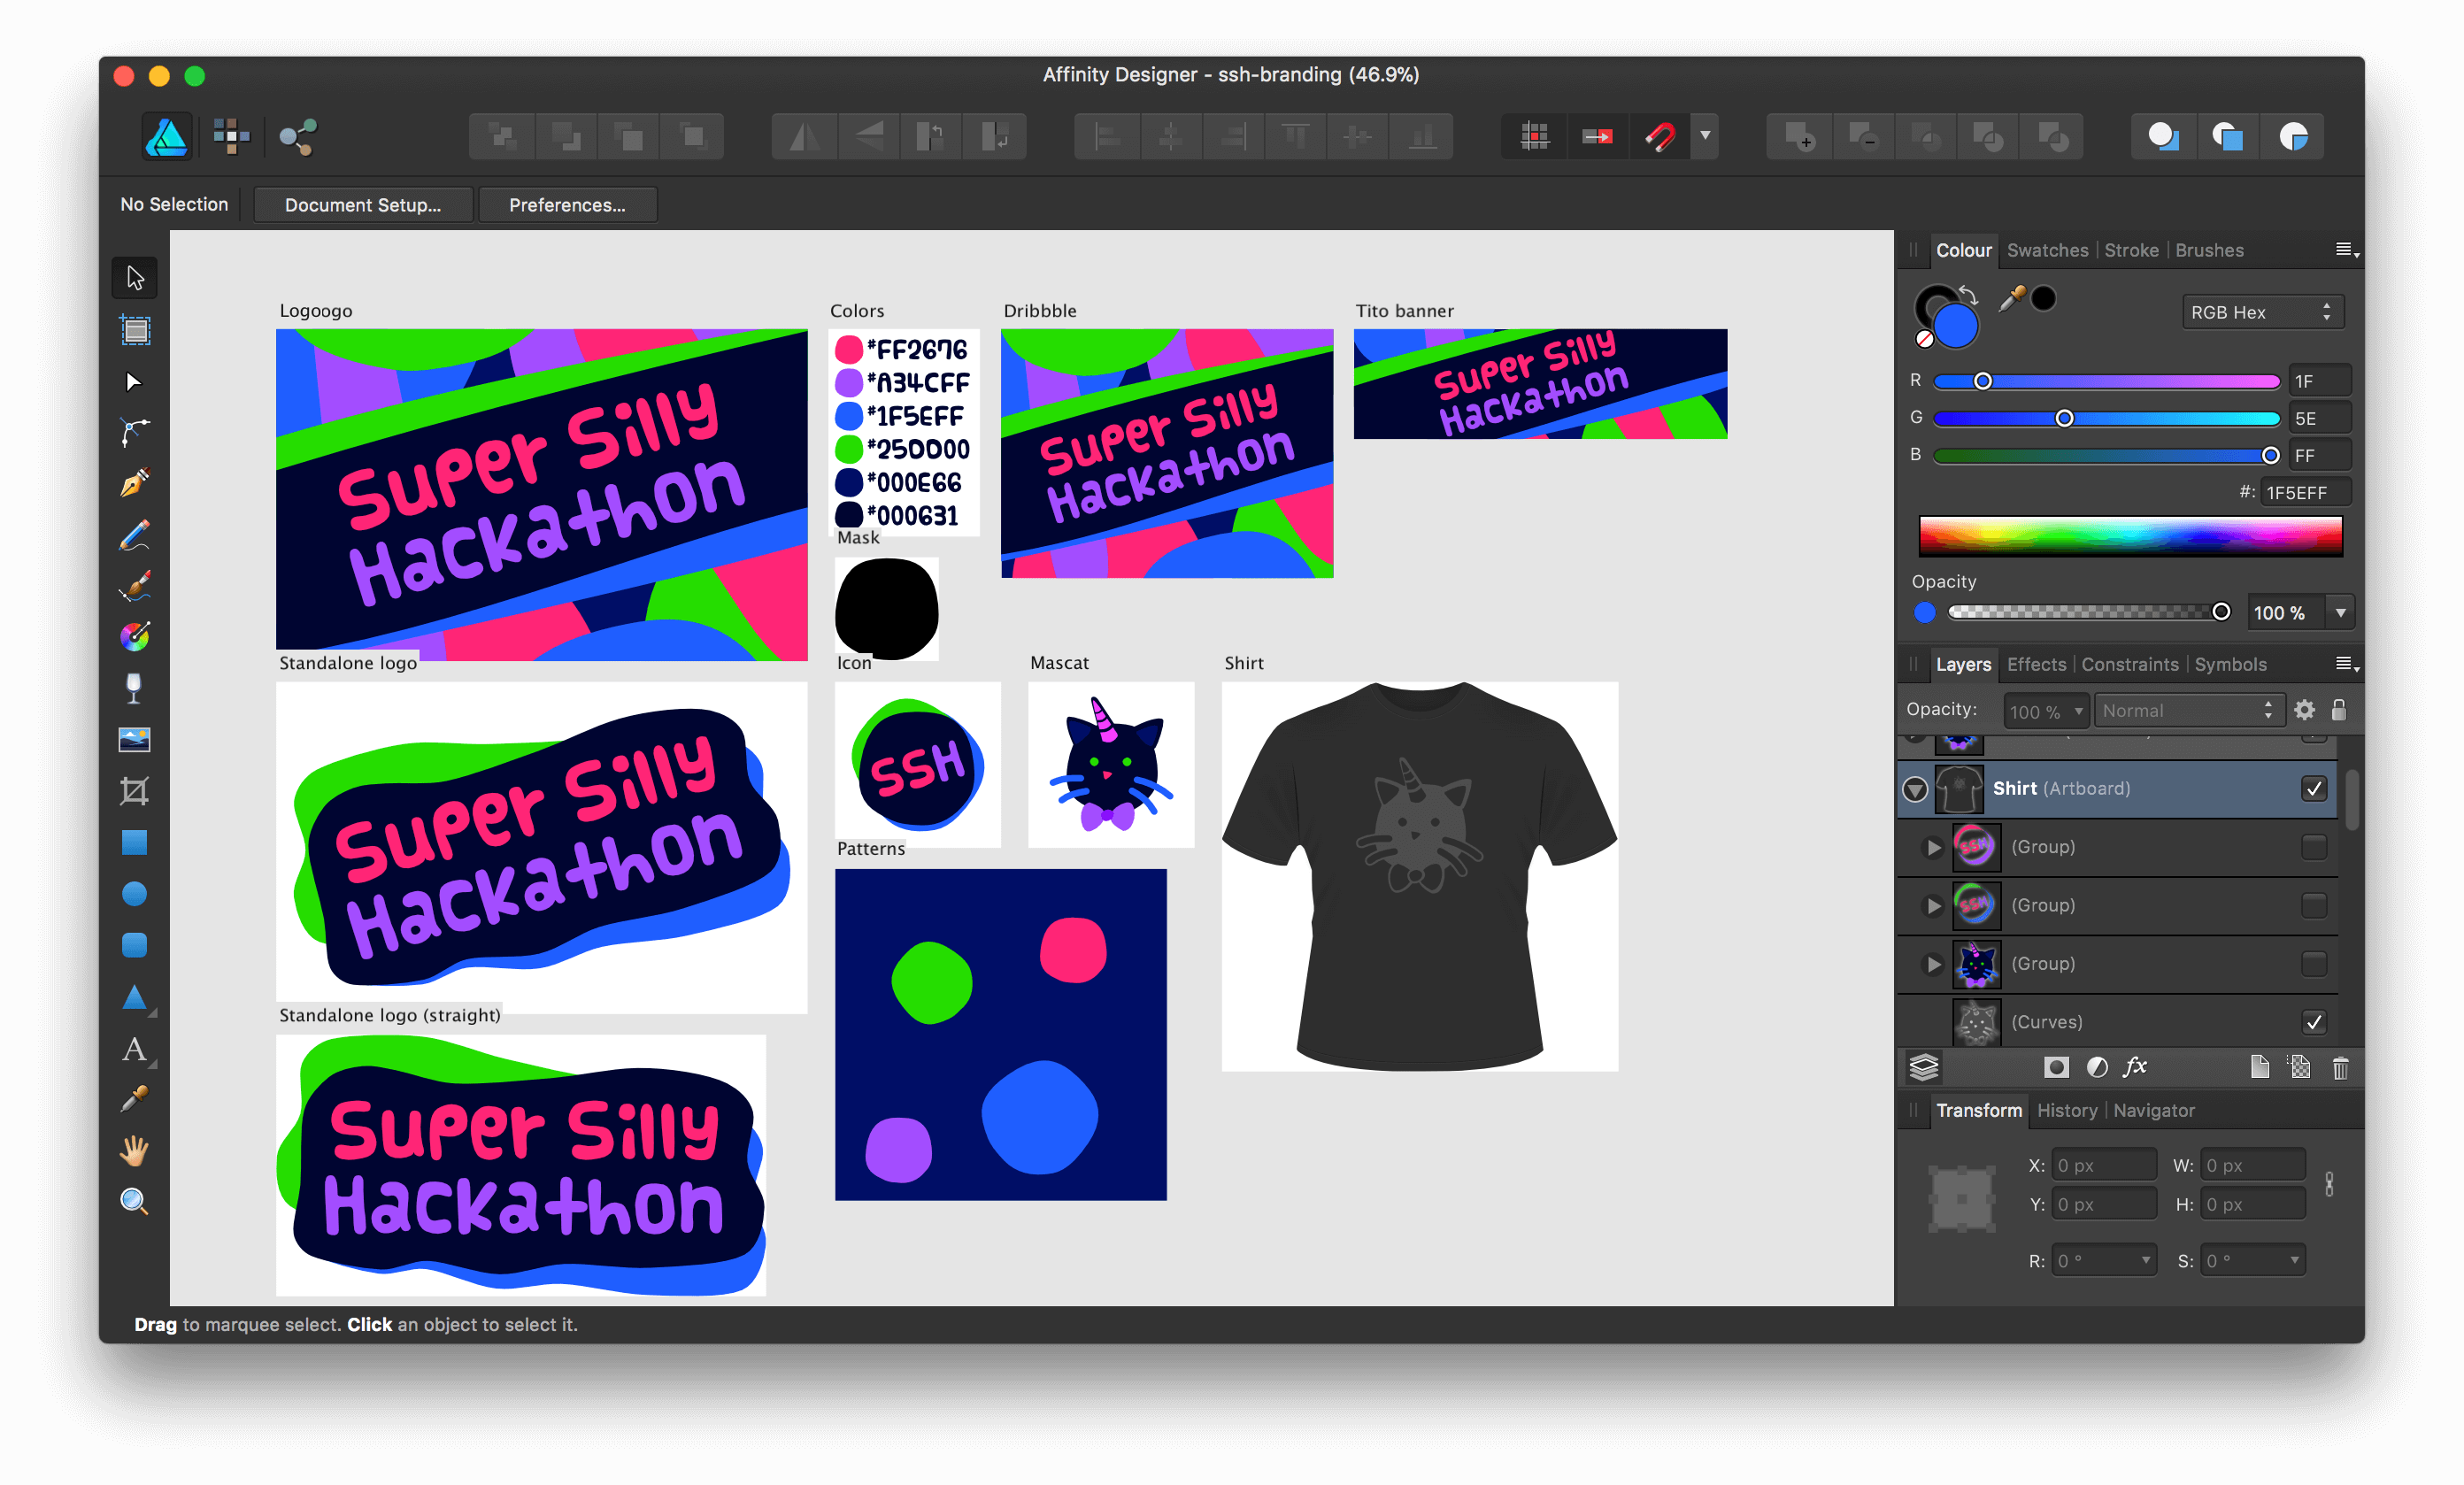 Affinity Designer - ssh-branding (46.9%)
No Selection
Document Setup...
Preferences...
Logoogo
Super Silly
Hackathon
Colors
#FF2676
#A34CFF
#1F5EFF
#25DD00
#000E66
#000631
Mask
Dribbble
Super Silly
Hackathon
Tito banner
Super Silly
Hackathon
Standalone logo
Super Silly
Hackathon
Icon
SSH
Mascat
Shirt
Patterns
Standalone logo (straight)
Super Silly
Hackathon
Colour Swatches Stroke Brushes
RGB Hex
R 1F
G 5E
B FF
#: 1F5EFF
Opacity
100 %
Layers Effects Constraints Symbols
Opacity: 100 % Normal
Shirt (Artboard)
SSH (Group)
SSH (Group)
(Group)
(Curves)
fx
Transform History Navigator
X: 0 px W: 0 px
Y: 0 px H: 0 px
R: 0 ° S: 0 °
A
Drag to marquee select. Click an object to select it.